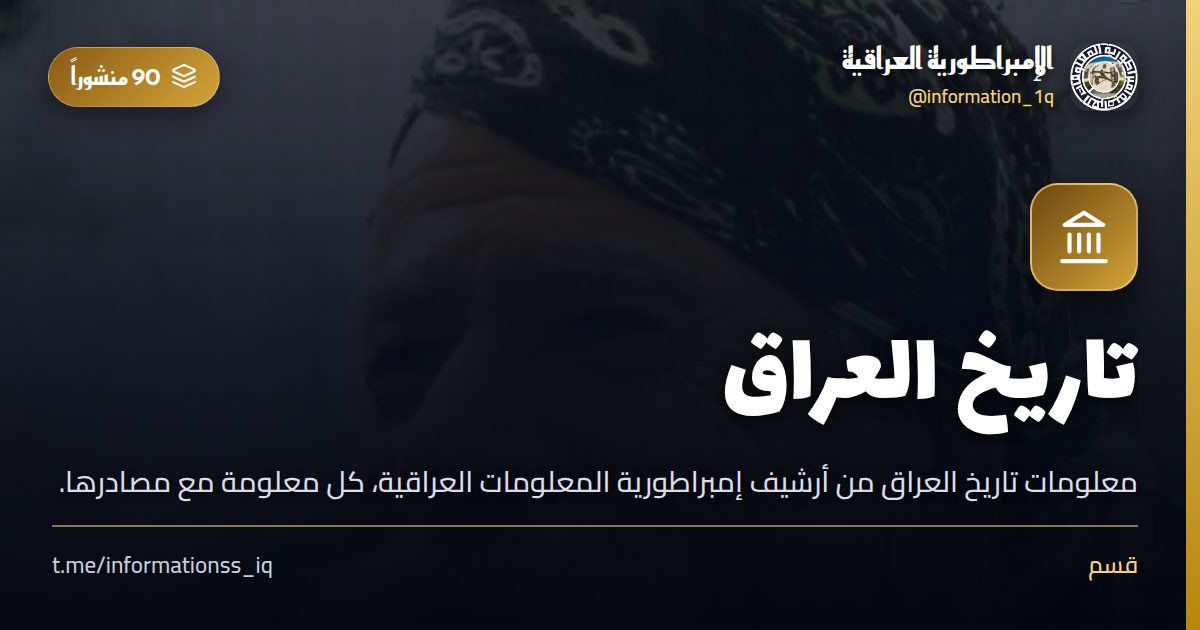 الإمبراطورية العراقية
@information_1q
90 منشوراً
تاريخ العراق
معلومات تاريخ العراق من أرشيف إمبراطورية المعلومات العراقية، كل معلومة مع مصادرها.
قسم
t.me/informationss_iq